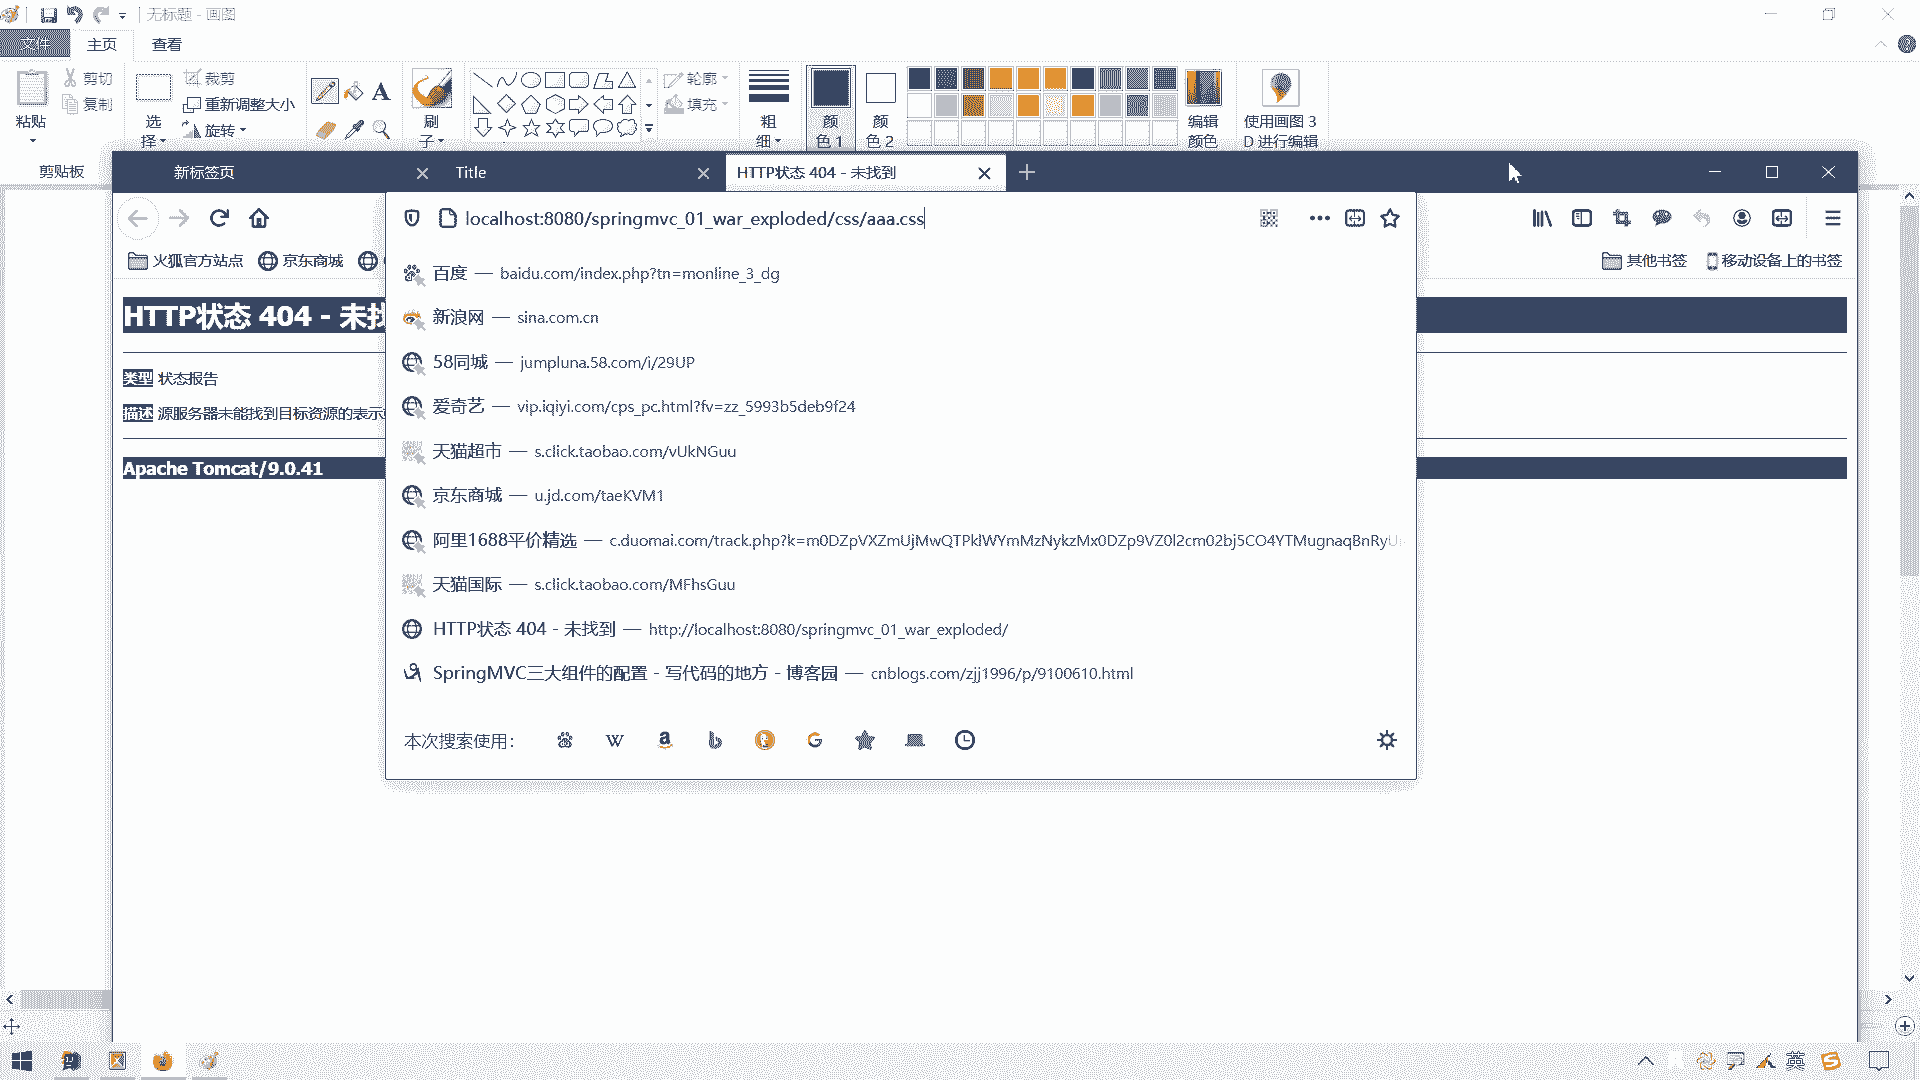 无标题 - 画图
文件 主页 查看
粘贴
剪切
复制
剪贴板
选
择
裁剪
重新调整大小
旋转
刷
子
轮廓
填充
粗
细
颜
色 1
颜
色 2
编辑
颜色
使用画图 3
D 进行编辑
新标签页
Title
HTTP状态 404 - 未找到
localhost:8080/springmvc_01_war_exploded/css/aaa.css
火狐官方站点
京东商城
其他书签
移动设备上的书签
HTTP状态 404 - 未找
类型 状态报告
描述 源服务器未能找到目标资源的表示
Apache Tomcat/9.0.41
百度 — baidu.com/index.php?tn=monline_3_dg
新浪网 — sina.com.cn
58同城 — jumpluna.58.com/i/29UP
爱奇艺 — vip.iqiyi.com/cps_pc.html?fv=zz_5993b5deb9f24
天猫超市 — s.click.taobao.com/vUkNGuu
京东商城 — u.jd.com/taeKVM1
阿里1688平价精选 — c.duomai.com/track.php?k=m0DZpVXZmUjMwQTPklWYmMzNykzMx0DZp9VZ0l2cm02bj5CO4YTMugnaqBnRyU
天猫国际 — s.click.taobao.com/MFhsGuu
HTTP状态 404 - 未找到 — http://localhost:8080/springmvc_01_war_exploded/
SpringMVC三大组件的配置 - 写代码的地方 - 博客园 — cnblogs.com/zjj1996/p/9100610.html
本次搜索使用:
英